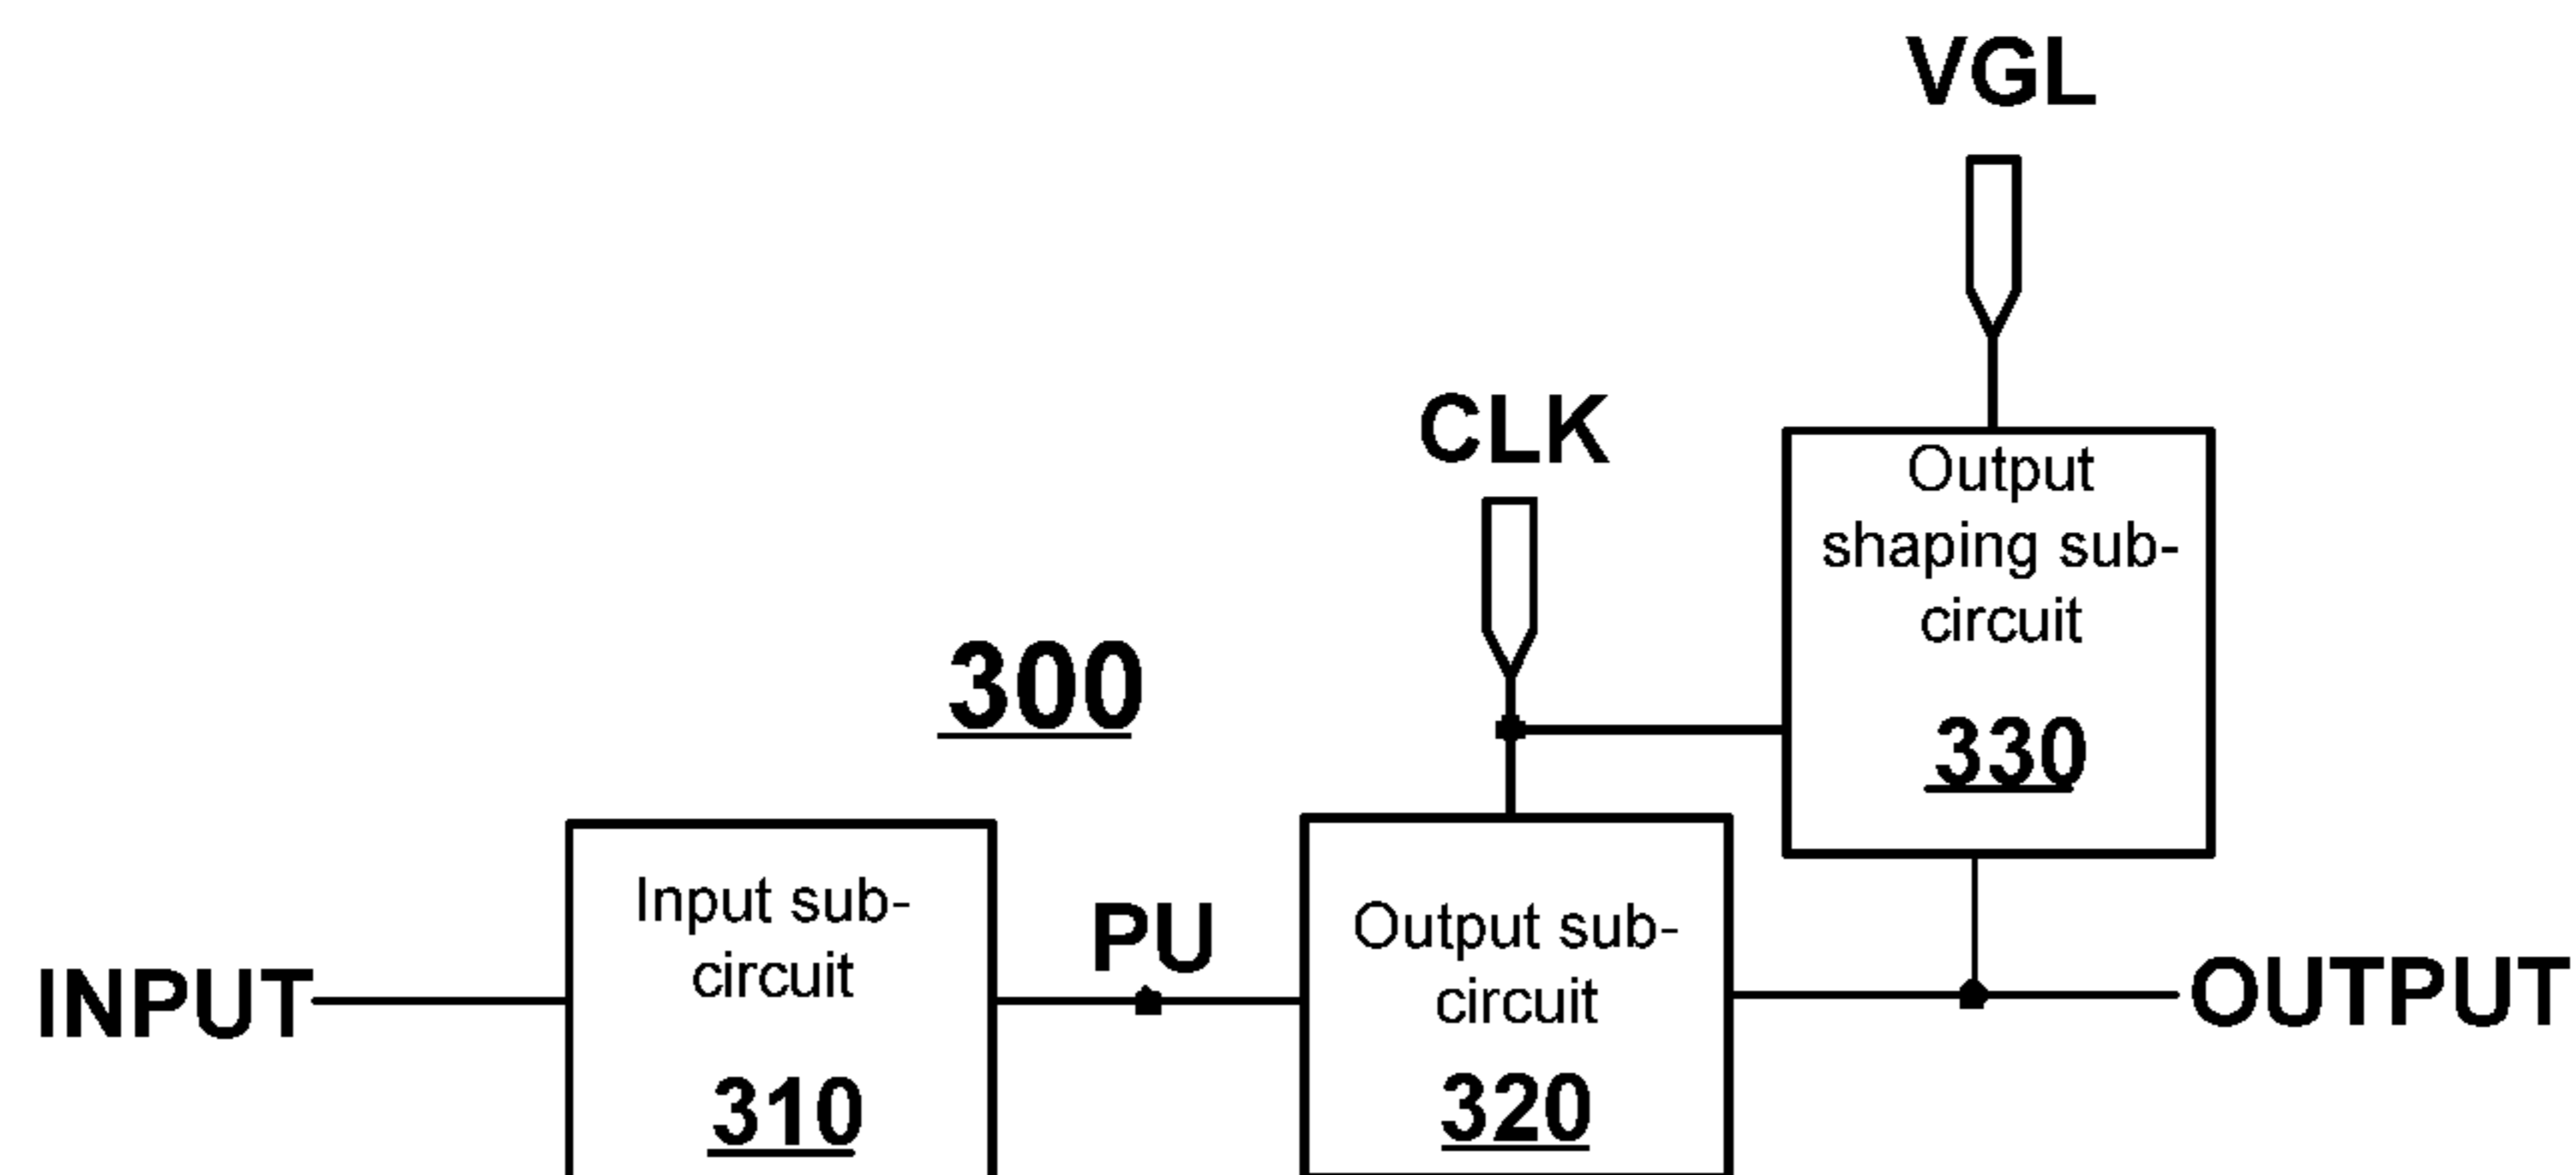 VGL
CLK
Output
shaping sub-
circuit
330
300
Input sub-
circuit
310
PU
Output sub-
circuit
320
INPUT
OUTPUT